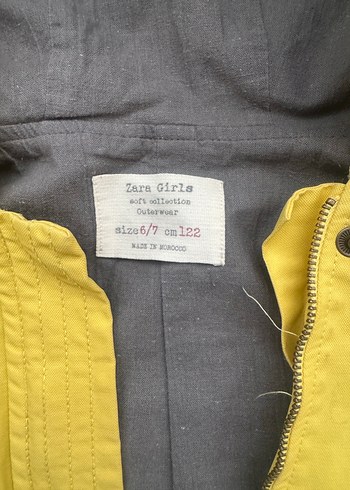 Zara Girls
soft collection
Outerwear
size6/7 cm122
MADE IN MOROCCO